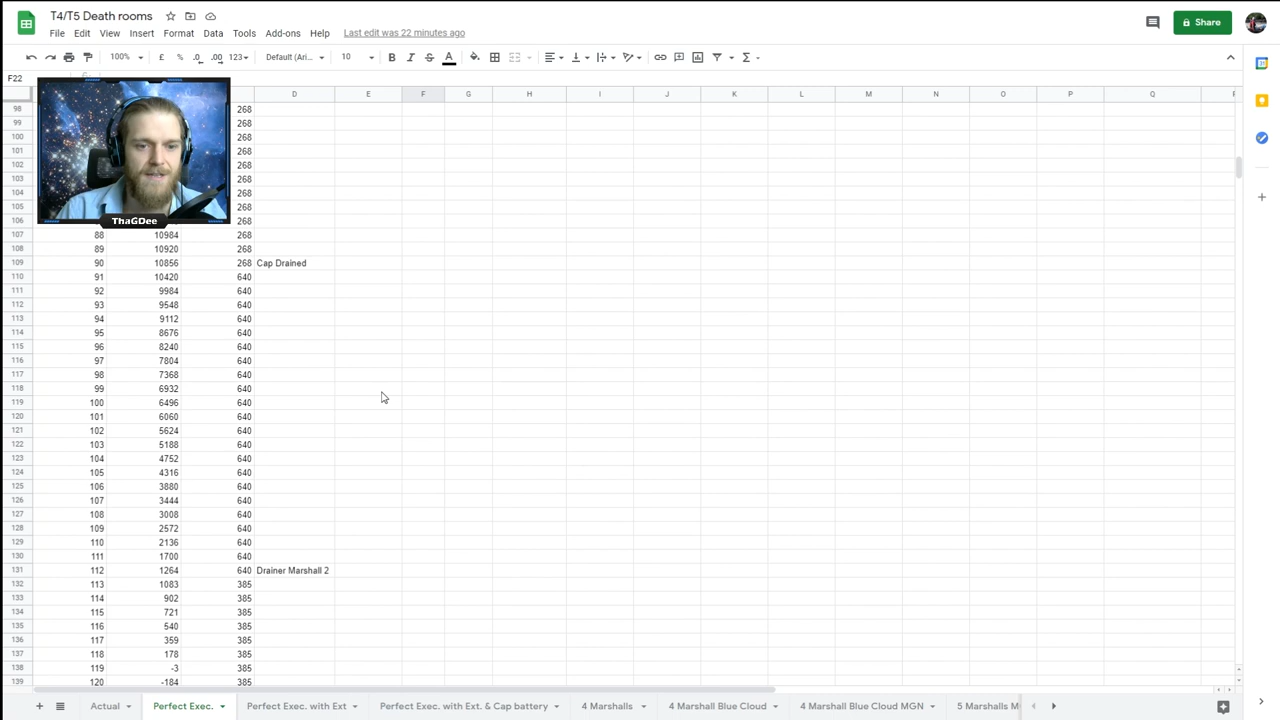 T4/T5 Death rooms
Share
File Edit View Insert Format Data Tools Add-ons Help Last edit was 22 minutes ago
100% £ % .0 .00 123 Default (Ari... 10 B I S A Σ
F22
D E F G H I J K L M N O P Q
98 268
99 268
100 268
101 268
102 268
103 268
104 268
105 268
106 268
ThaGDee
107 88 10984 268
108 89 10920 268
109 90 10856 268 Cap Drained
110 91 10420 640
111 92 9984 640
112 93 9548 640
113 94 9112 640
114 95 8676 640
115 96 8240 640
116 97 7804 640
117 98 7368 640
118 99 6932 640
119 100 6496 640
120 101 6060 640
121 102 5624 640
122 103 5188 640
123 104 4752 640
124 105 4316 640
125 106 3880 640
126 107 3444 640
127 108 3008 640
128 109 2572 640
129 110 2136 640
130 111 1700 640
131 112 1264 640 Drainer Marshall 2
132 113 1083 385
133 114 902 385
134 115 721 385
135 116 540 385
136 117 359 385
137 118 178 385
138 119 -3 385
139 120 -184 385
Actual Perfect Exec. Perfect Exec. with Ext Perfect Exec. with Ext. & Cap battery 4 Marshalls 4 Marshall Blue Cloud 4 Marshall Blue Cloud MGN 5 Marshalls M